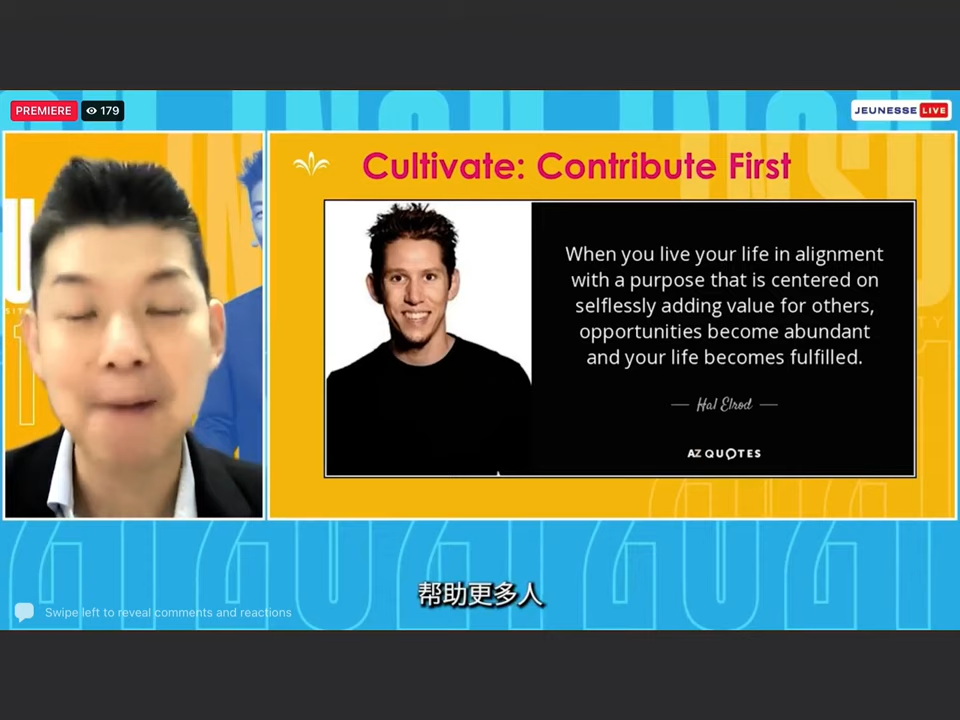 PREMIERE
179
JEUNESSE LIVE
Cultivate: Contribute First
When you live your life in alignment
with a purpose that is centered on
selflessly adding value for others,
opportunities become abundant
and your life becomes fulfilled.
Hal Elrod
AZ QUOTES
帮助更多人
Swipe left to reveal comments and reactions